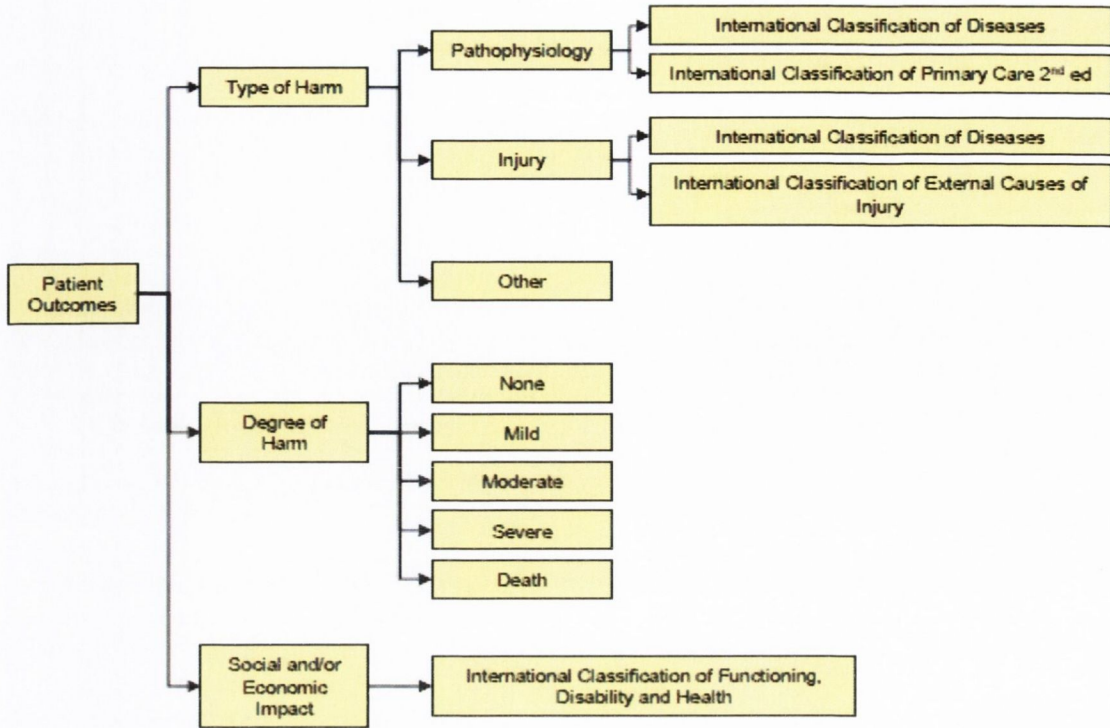 Patient
Outcomes
Type of Harm
Pathophysiology
International Classification of Diseases
International Classification of Primary Care 2nd ed
Injury
International Classification of Diseases
International Classification of External Causes of
Injury
Other
Degree of
Harm
None
Mild
Moderate
Severe
Death
Social and/or
Economic
Impact
International Classification of Functioning,
Disability and Health